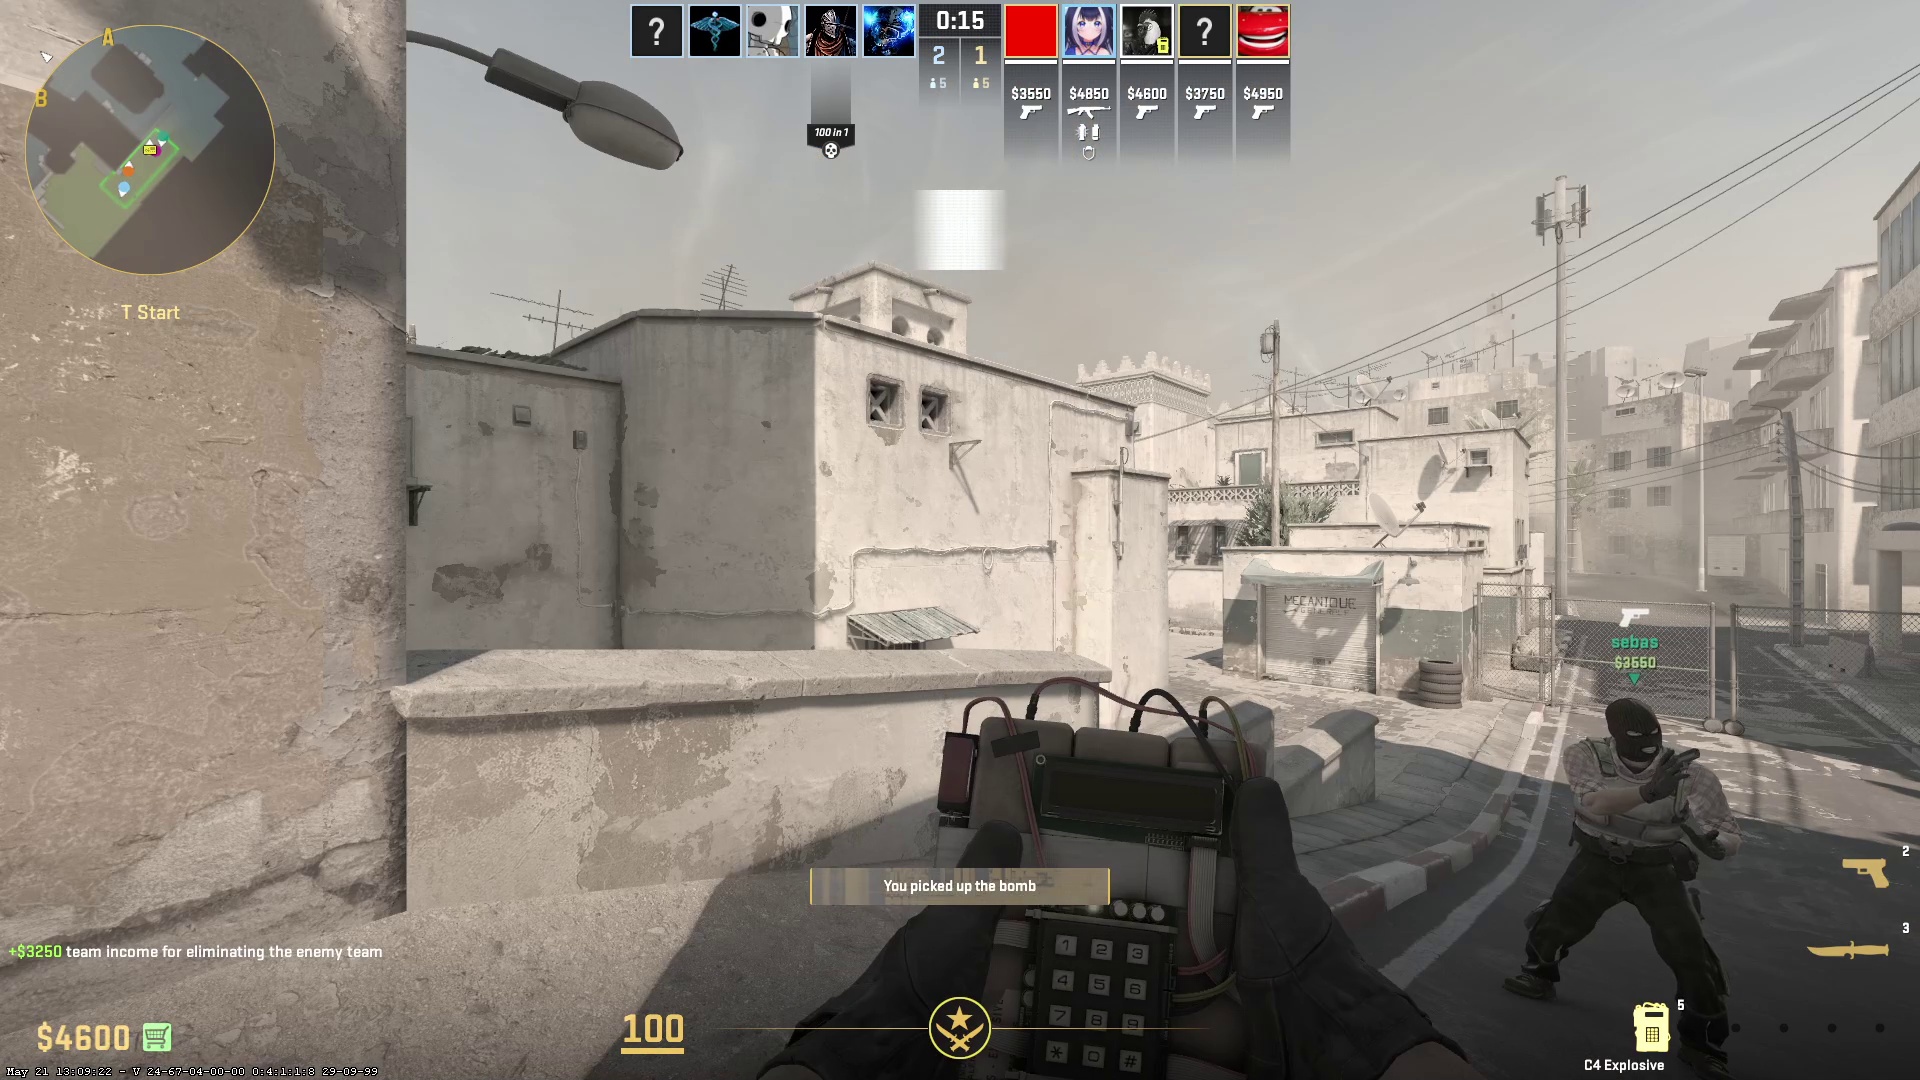 A
B
T Start
?
?
0:15
2
1
5
5
100 in 1
$3550
$4850
$4600
$3750
$4950
MECANIQUE
sebas
$3550
You picked up the bomb
1 2 3
4 5 6
7 8 9
* 0 #
+$3250 team income for eliminating the enemy team
2
3
5
C4 Explosive
$4600
100
May 21 13:09:22 - V 24-67-04-00-00 0:4:1:1:8 29-09-99